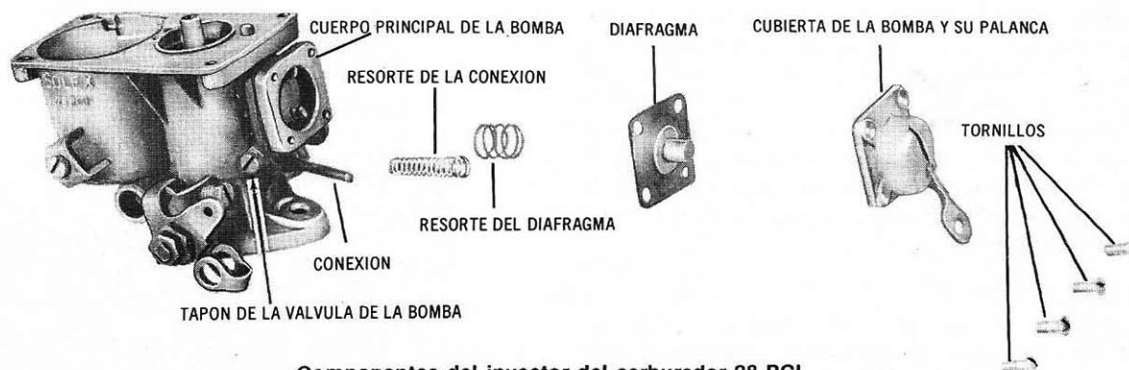 CUERPO PRINCIPAL DE LA BOMBA
DIAFRAGMA
CUBIERTA DE LA BOMBA Y SU PALANCA
RESORTE DE LA CONEXION
TORNILLOS
SOLEX
RESORTE DEL DIAFRAGMA
CONEXION
TAPON DE LA VALVULA DE LA BOMBA
Componentes del inyector del carburador 28 PCI